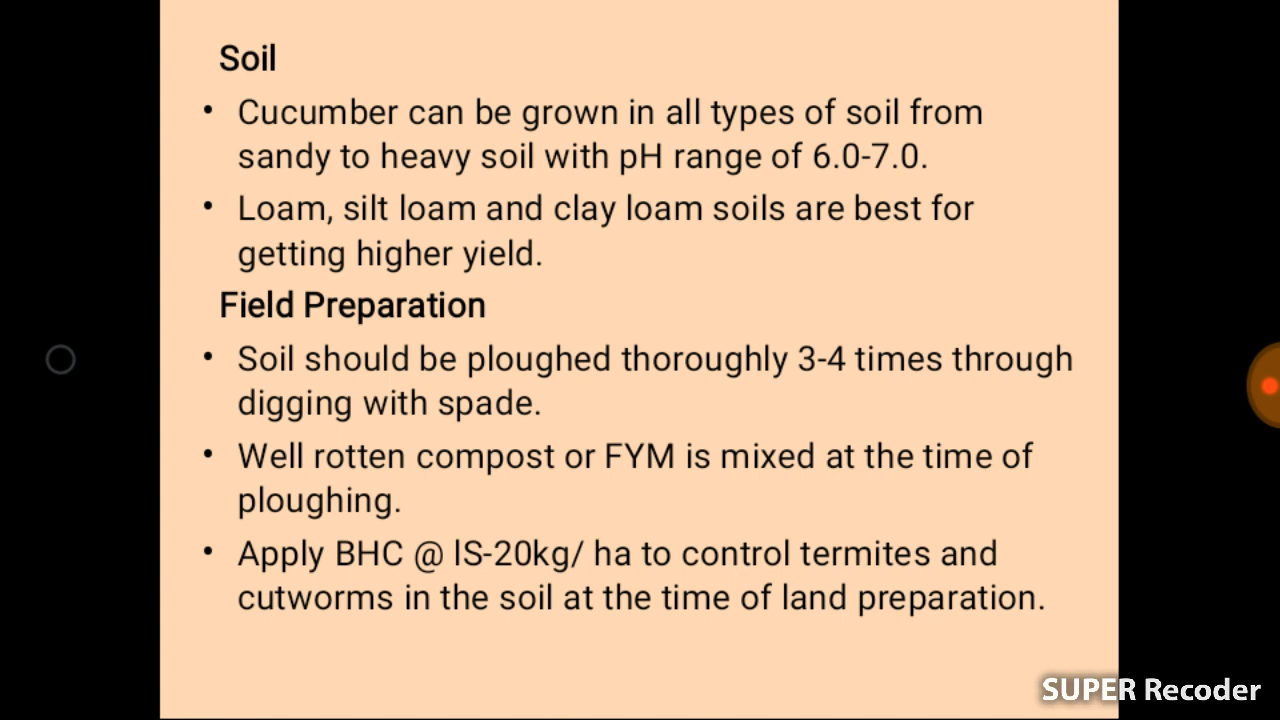 Soil
• Cucumber can be grown in all types of soil from
sandy to heavy soil with pH range of 6.0-7.0.
• Loam, silt loam and clay loam soils are best for
getting higher yield.
Field Preparation
• Soil should be ploughed thoroughly 3-4 times through
digging with spade.
• Well rotten compost or FYM is mixed at the time of
ploughing.
• Apply BHC @ lS-20kg/ ha to control termites and
cutworms in the soil at the time of land preparation.
SUPER Recoder